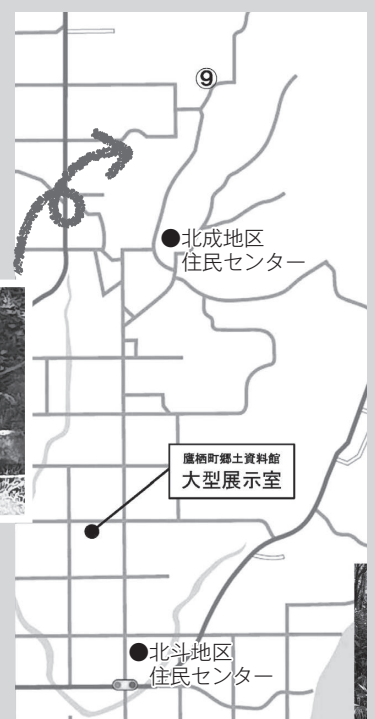 ⑨
●北成地区
住民センター
鷹栖町郷土資料館
大型展示室
●北斗地区
住民センター